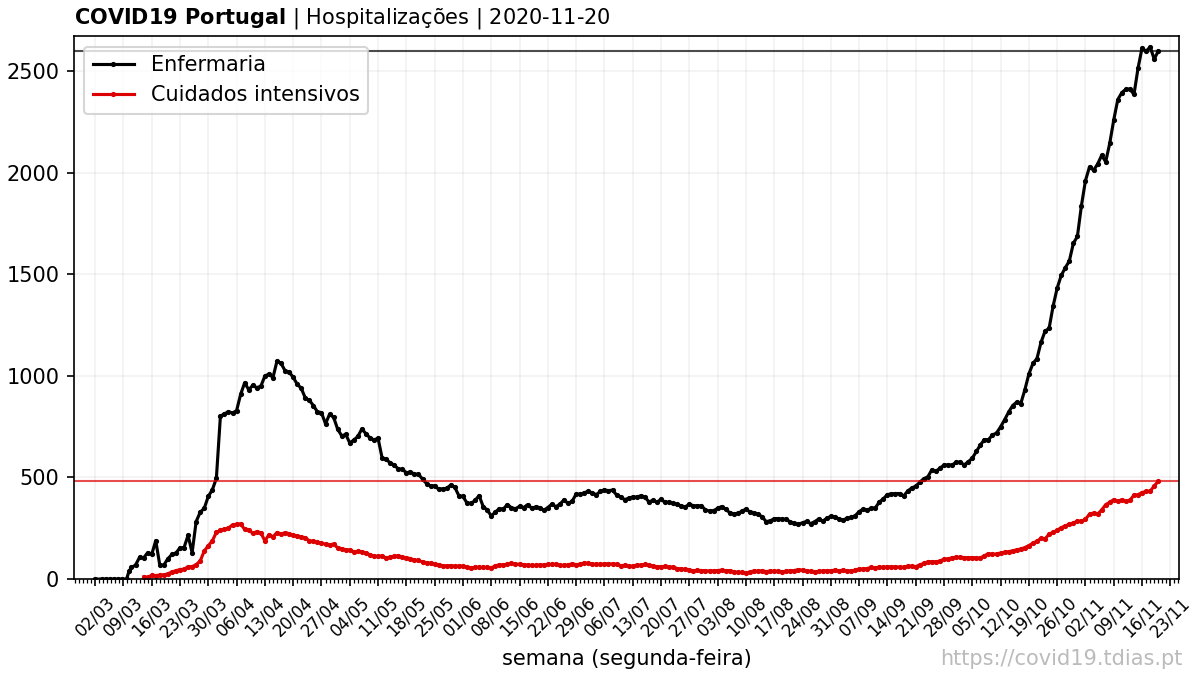 COVID19 Portugal | Hospitalizações | 2020-11-20
Enfermaria
Cuidados intensivos
2500
2000
1500
1000
500
0
02/03 09/03 16/03 23/03 30/03 06/04 13/04 20/04 27/04 04/05 11/05 18/05 25/05 01/06 08/06 15/06 22/06 29/06 06/07 13/07 20/07 27/07 03/08 10/08 17/08 24/08 31/08 07/09 14/09 21/09 28/09 05/10 12/10 19/10 26/10 02/11 09/11 16/11 23/11
semana (segunda-feira)
https://covid19.tdias.pt